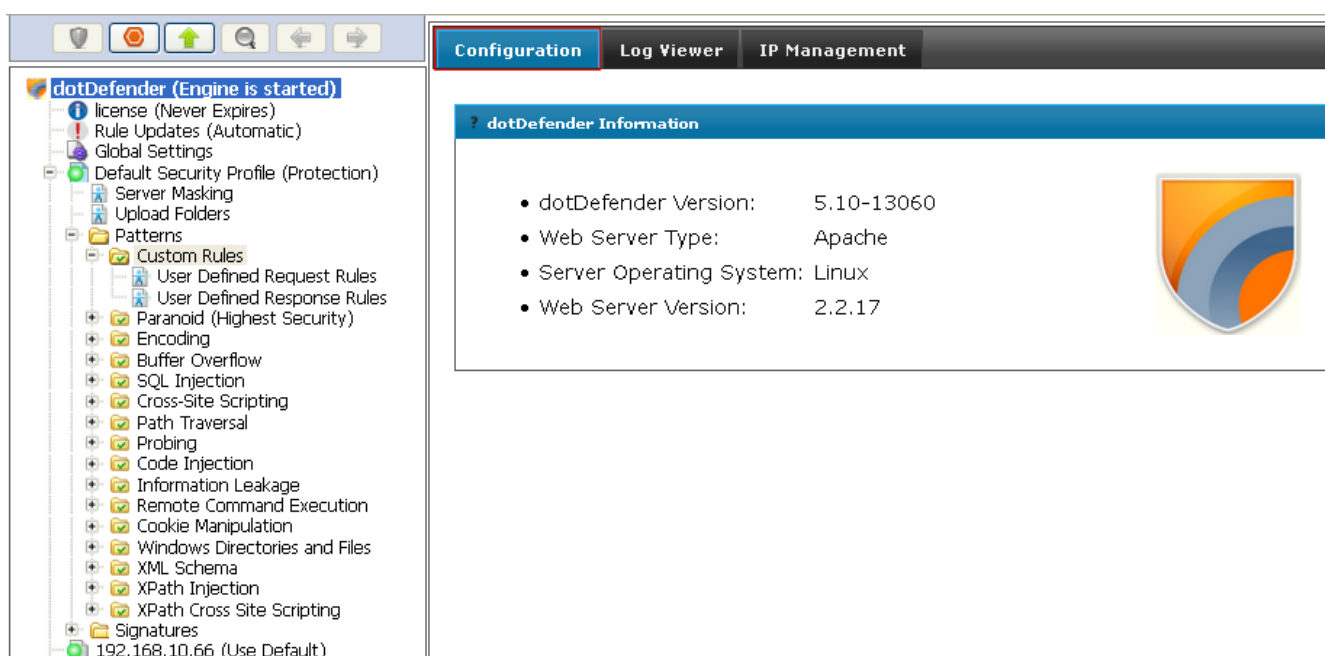 dotDefender (Engine is started)
license (Never Expires)
Rule Updates (Automatic)
Global Settings
Default Security Profile (Protection)
Server Masking
Upload Folders
Patterns
Custom Rules
User Defined Request Rules
User Defined Response Rules
Paranoid (Highest Security)
Encoding
Buffer Overflow
SQL Injection
Cross-Site Scripting
Path Traversal
Probing
Code Injection
Information Leakage
Remote Command Execution
Cookie Manipulation
Windows Directories and Files
XML Schema
XPath Injection
XPath Cross Site Scripting
Signatures
192.168.10.66 (Use Default)
Configuration Log Viewer IP Management
? dotDefender Information
• dotDefender Version: 5.10-13060
• Web Server Type: Apache
• Server Operating System: Linux
• Web Server Version: 2.2.17